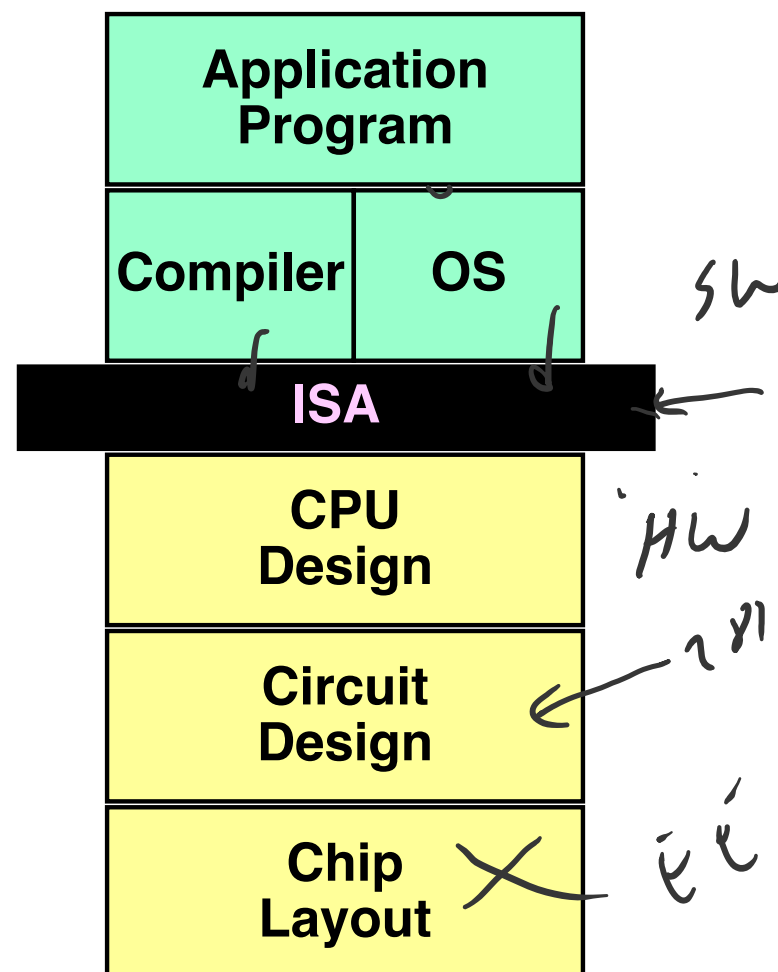 Application
Program
Compiler
OS
SW
ISA
HW
CPU
Design
Circuit
Design
Chip
Layout
EE